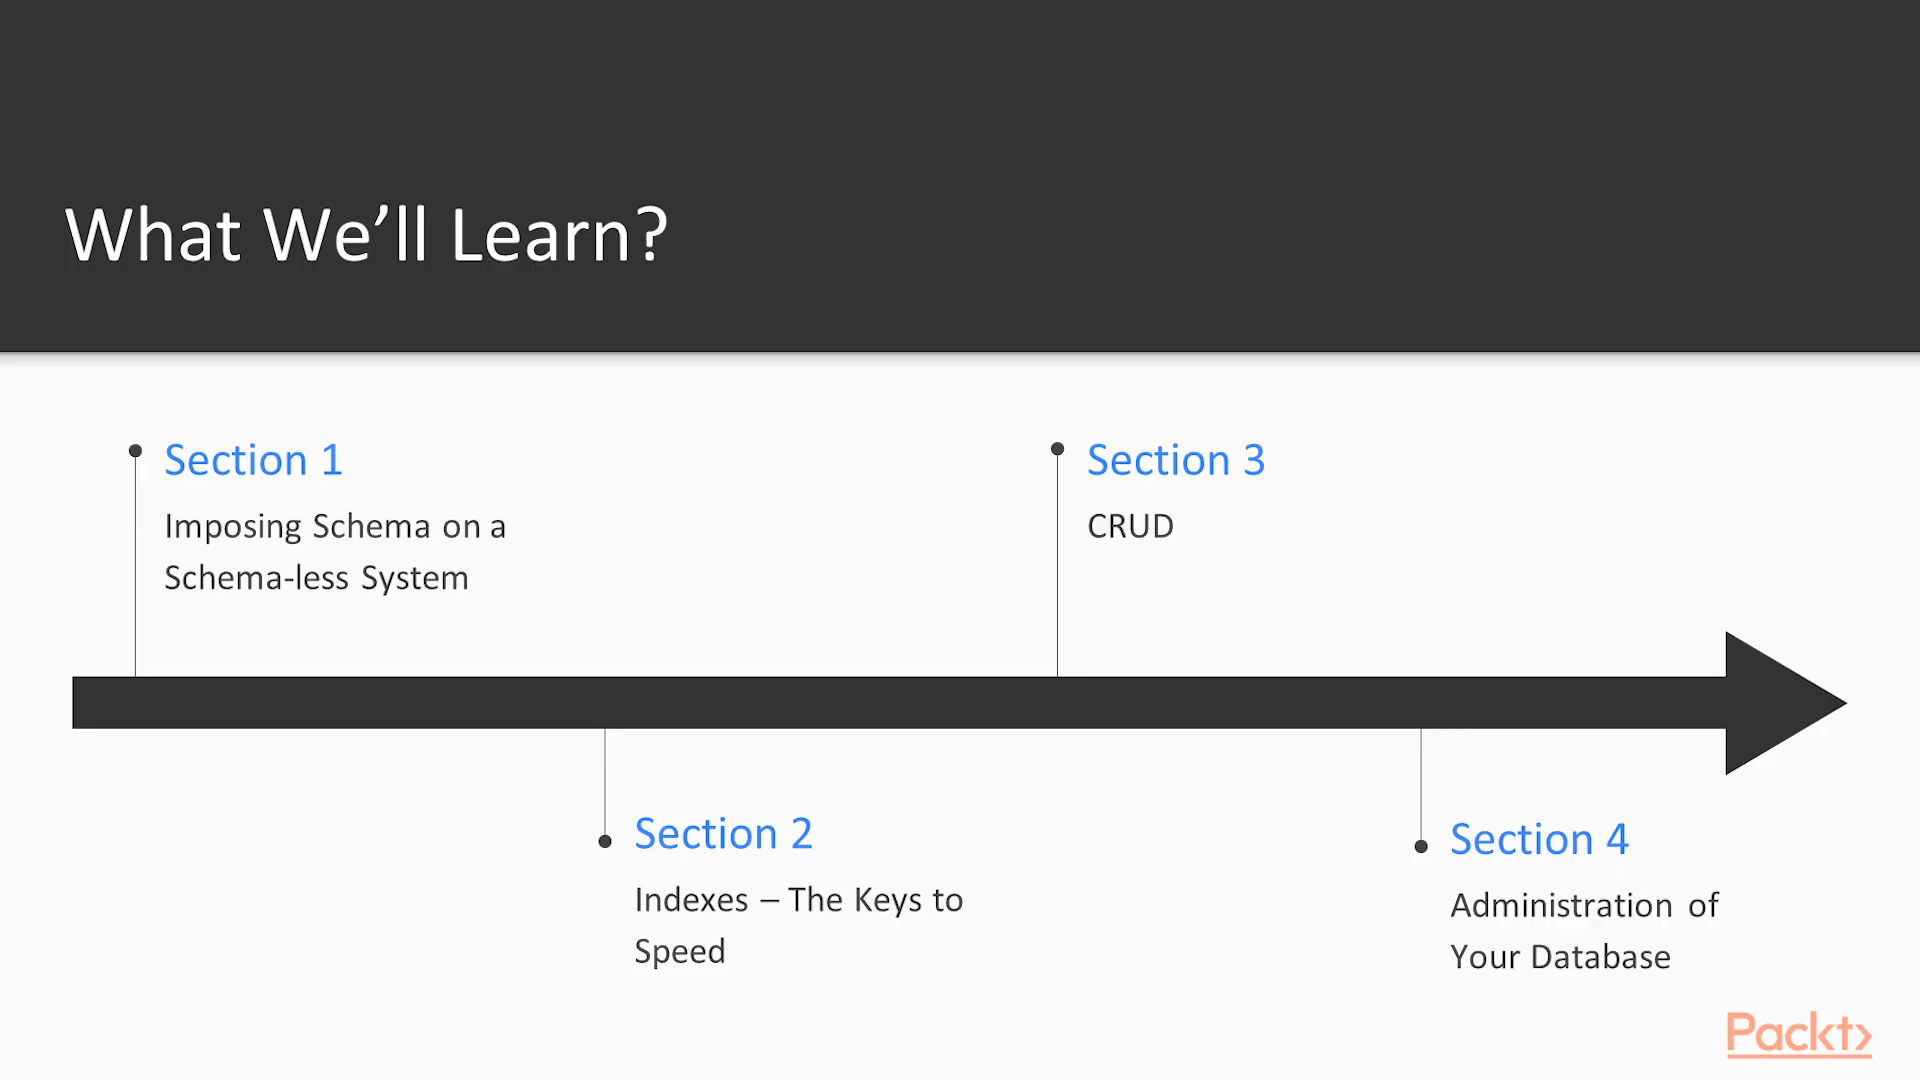 What We’ll Learn?
Section 1
Imposing Schema on a
Schema-less System
Section 2
Indexes – The Keys to
Speed
Section 3
CRUD
Section 4
Administration of
Your Database
Packt>